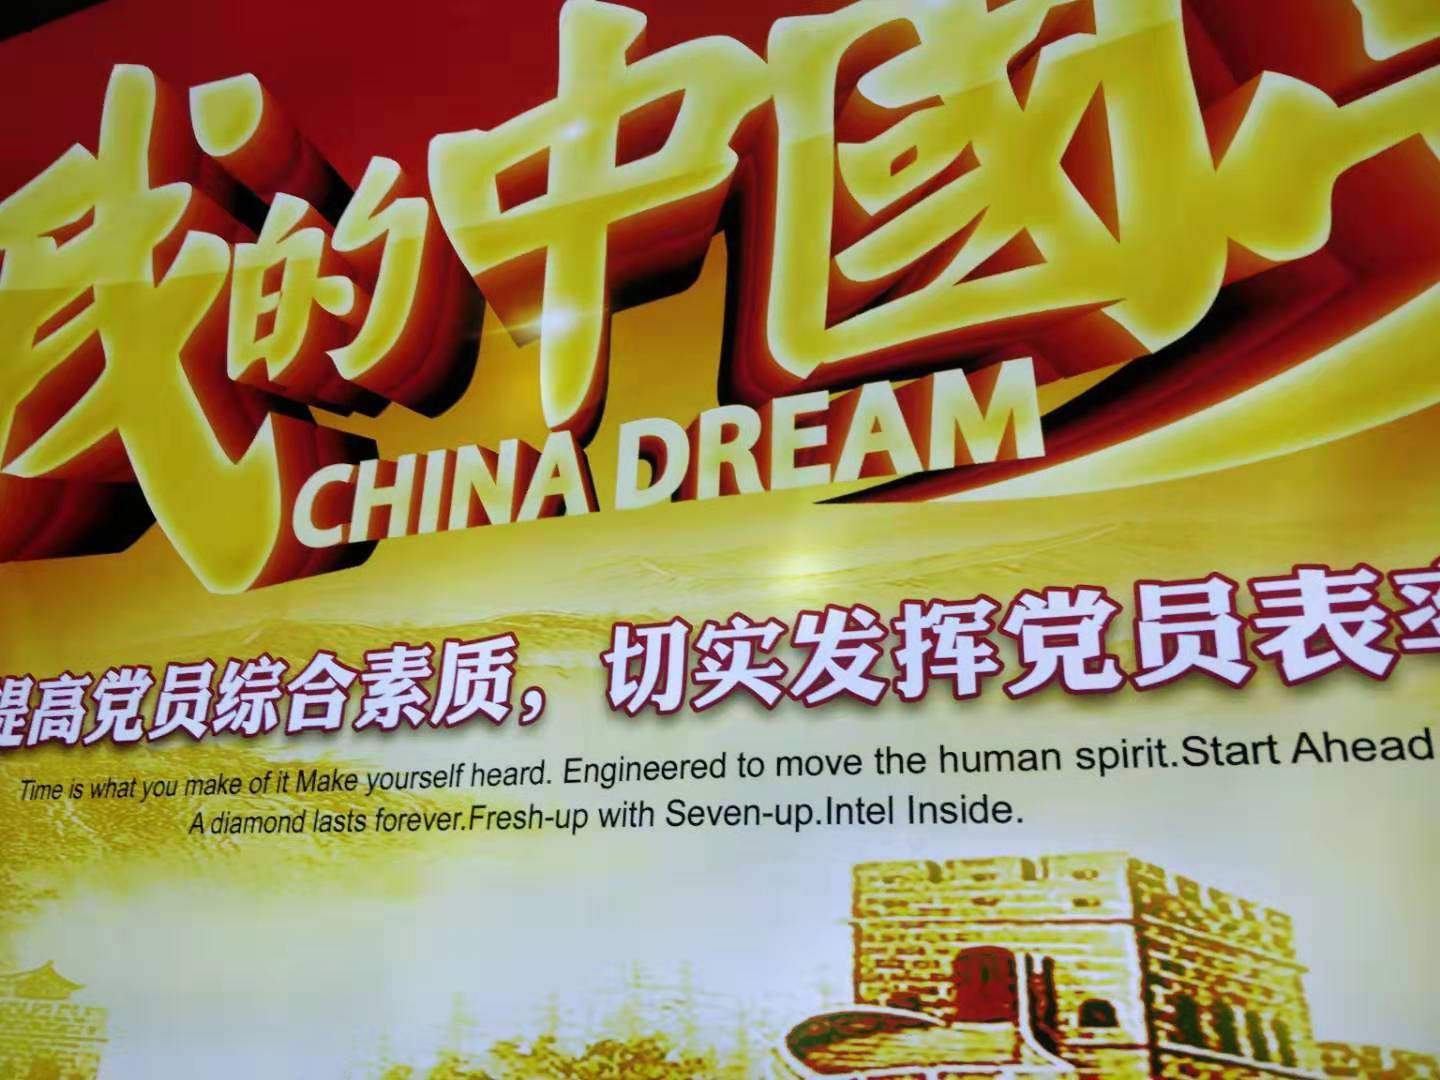 我的中國
CHINA DREAM
提高党员综合素质，切实发挥党员表率
Time is what you make of it Make yourself heard. Engineered to move the human spirit.Start Ahead
A diamond lasts forever.Fresh-up with Seven-up.Intel Inside.